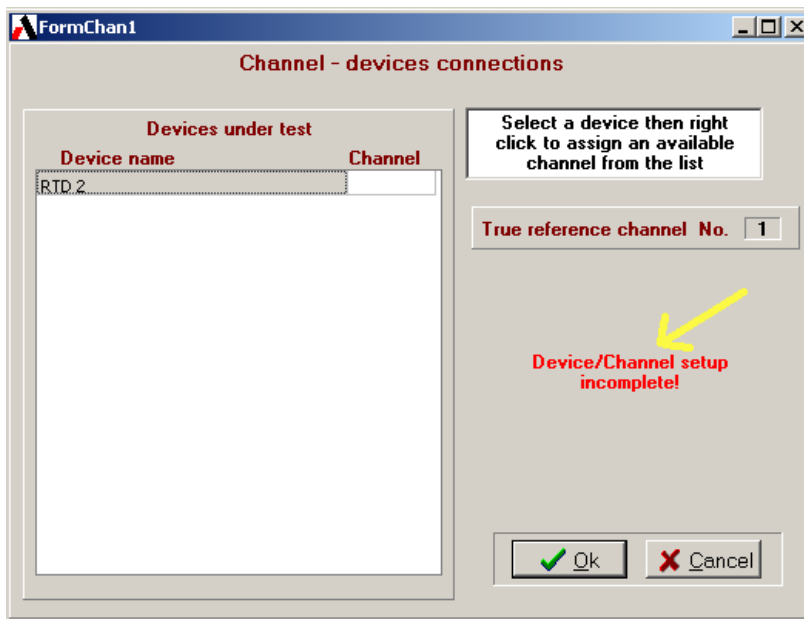 FormChan1
Channel - devices connections
Devices under test
Device name Channel
RTD 2
Select a device then right
click to assign an available
channel from the list
True reference channel No. 1
Device/Channel setup
incomplete!
Ok Cancel